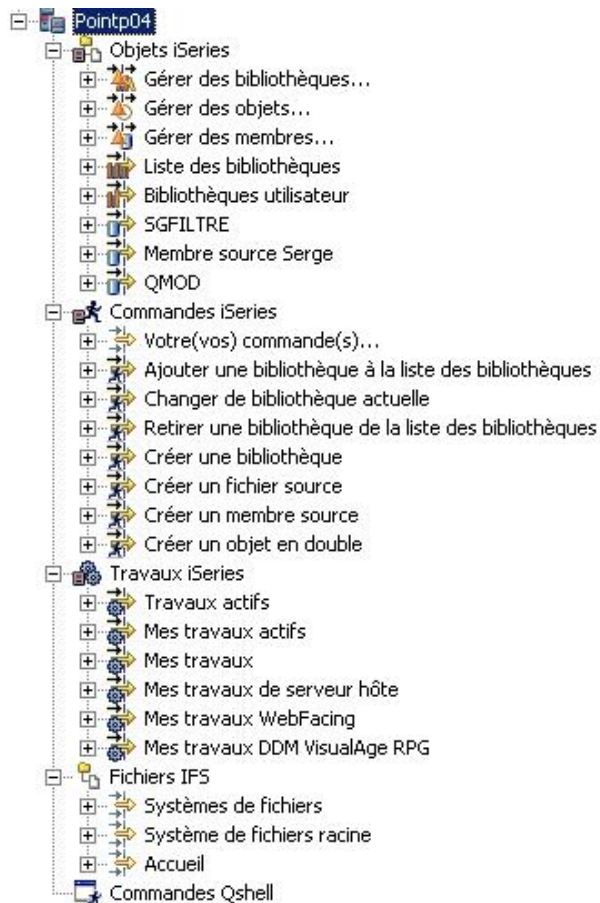 Pointp04
Objets iSeries
Gérer des bibliothèques...
Gérer des objets...
Gérer des membres...
Liste des bibliothèques
Bibliothèques utilisateur
SGFILTRE
Membre source Serge
QMOD
Commandes iSeries
Votre(vos) commande(s)...
Ajouter une bibliothèque à la liste des bibliothèques
Changer de bibliothèque actuelle
Retirer une bibliothèque de la liste des bibliothèques
Créer une bibliothèque
Créer un fichier source
Créer un membre source
Créer un objet en double
Travaux iSeries
Travaux actifs
Mes travaux actifs
Mes travaux
Mes travaux de serveur hôte
Mes travaux WebFacing
Mes travaux DDM VisualAge RPG
Fichiers IFS
Systèmes de fichiers
Système de fichiers racine
Accueil
Commandes Qshell